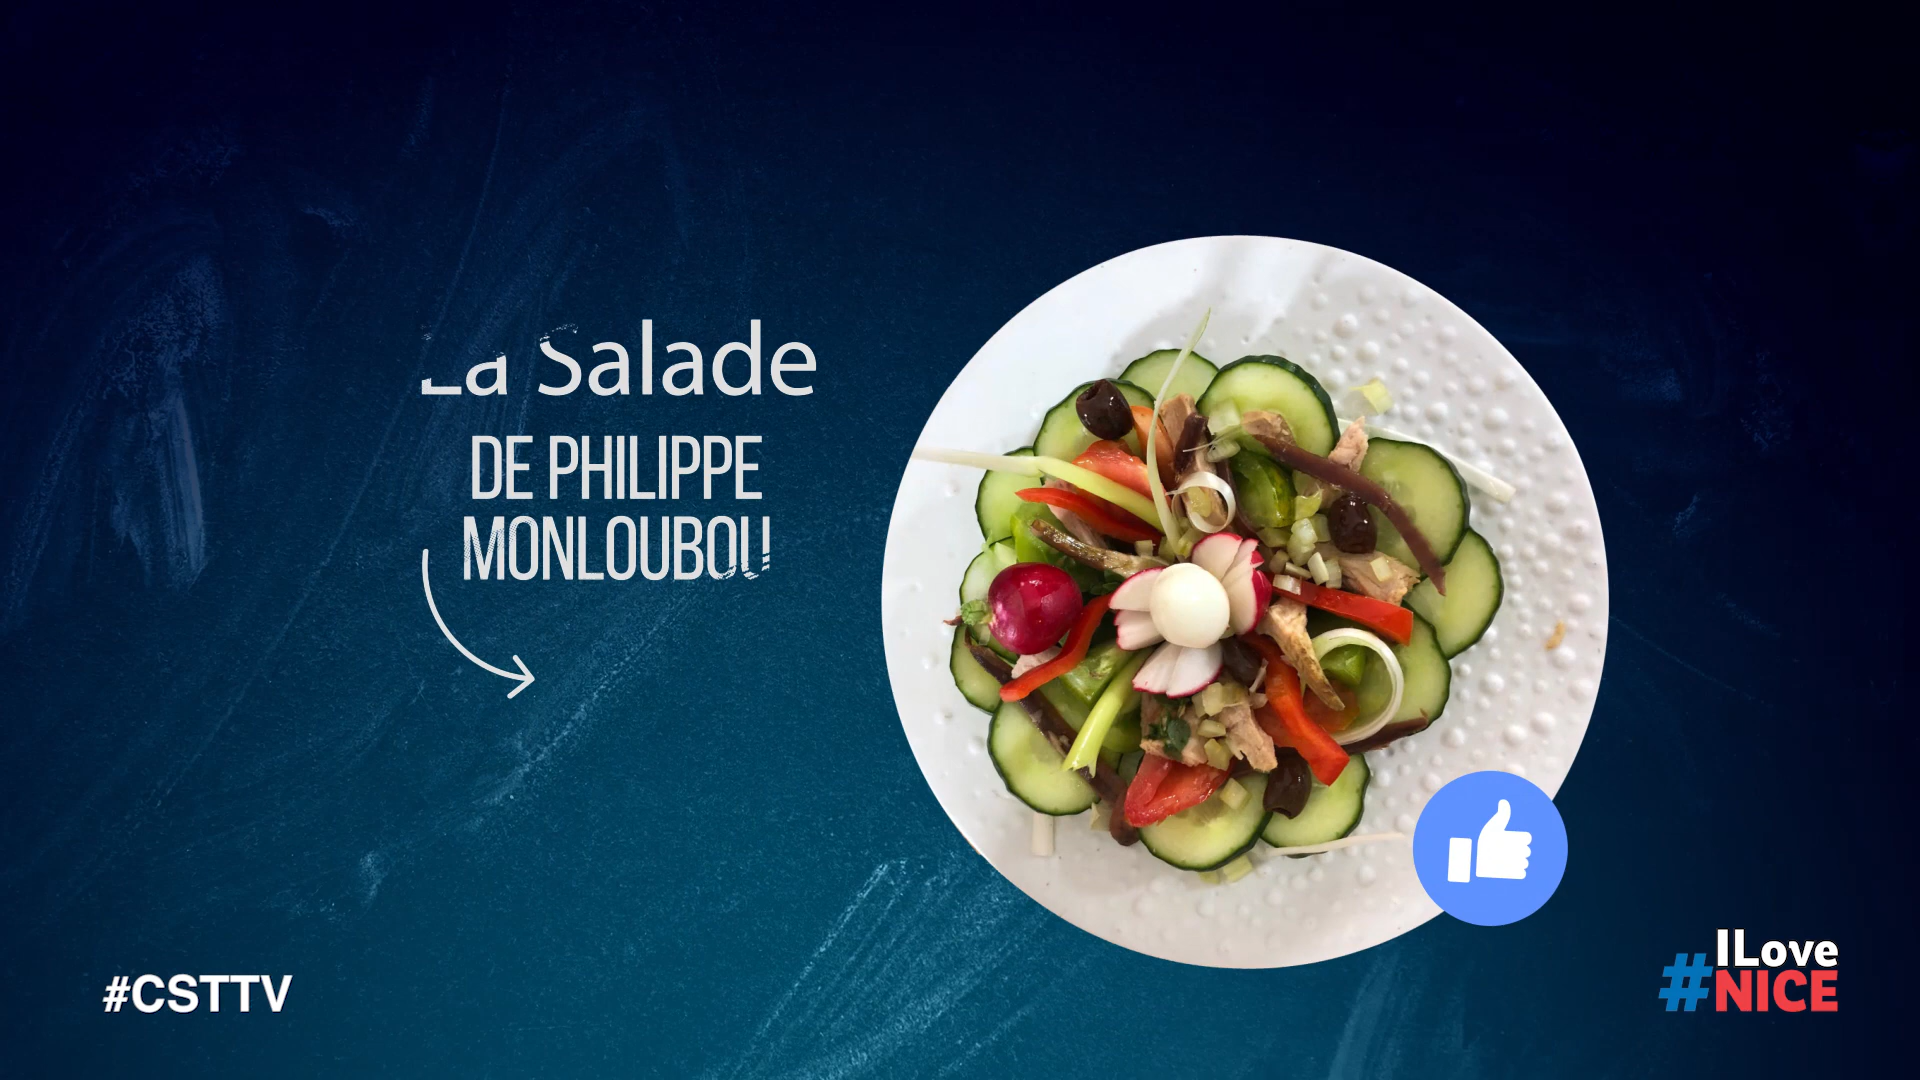 La Salade
DE PHILIPPE
MONLOUBOU
#CSTTV
#ILove
NICE